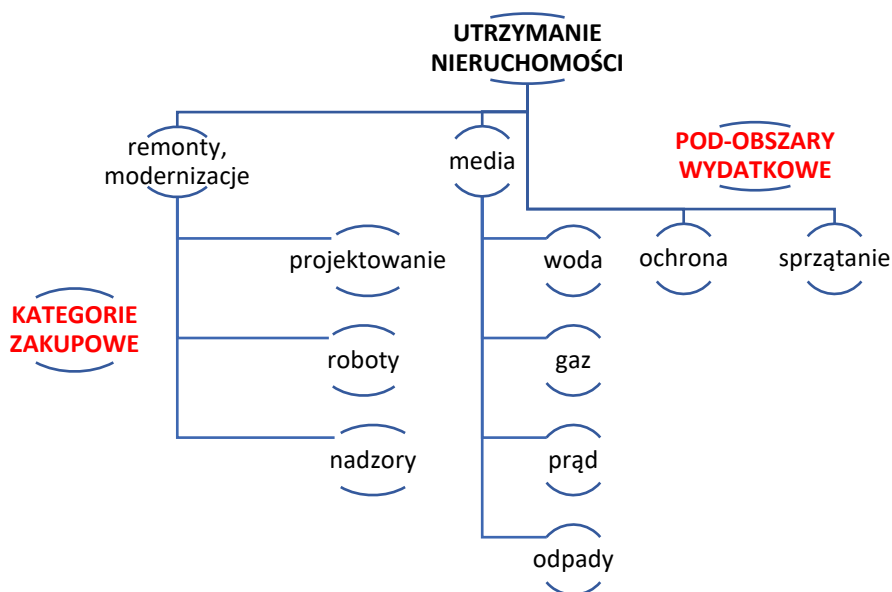 UTRZYMANIE
NIERUCHOMOŚCI
remonty,
modernizacje
media
POD-OBSZARY
WYDATKOWE
projektowanie
woda
ochrona
sprzątanie
KATEGORIE
ZAKUPOWE
roboty
gaz
nadzory
prąd
odpady